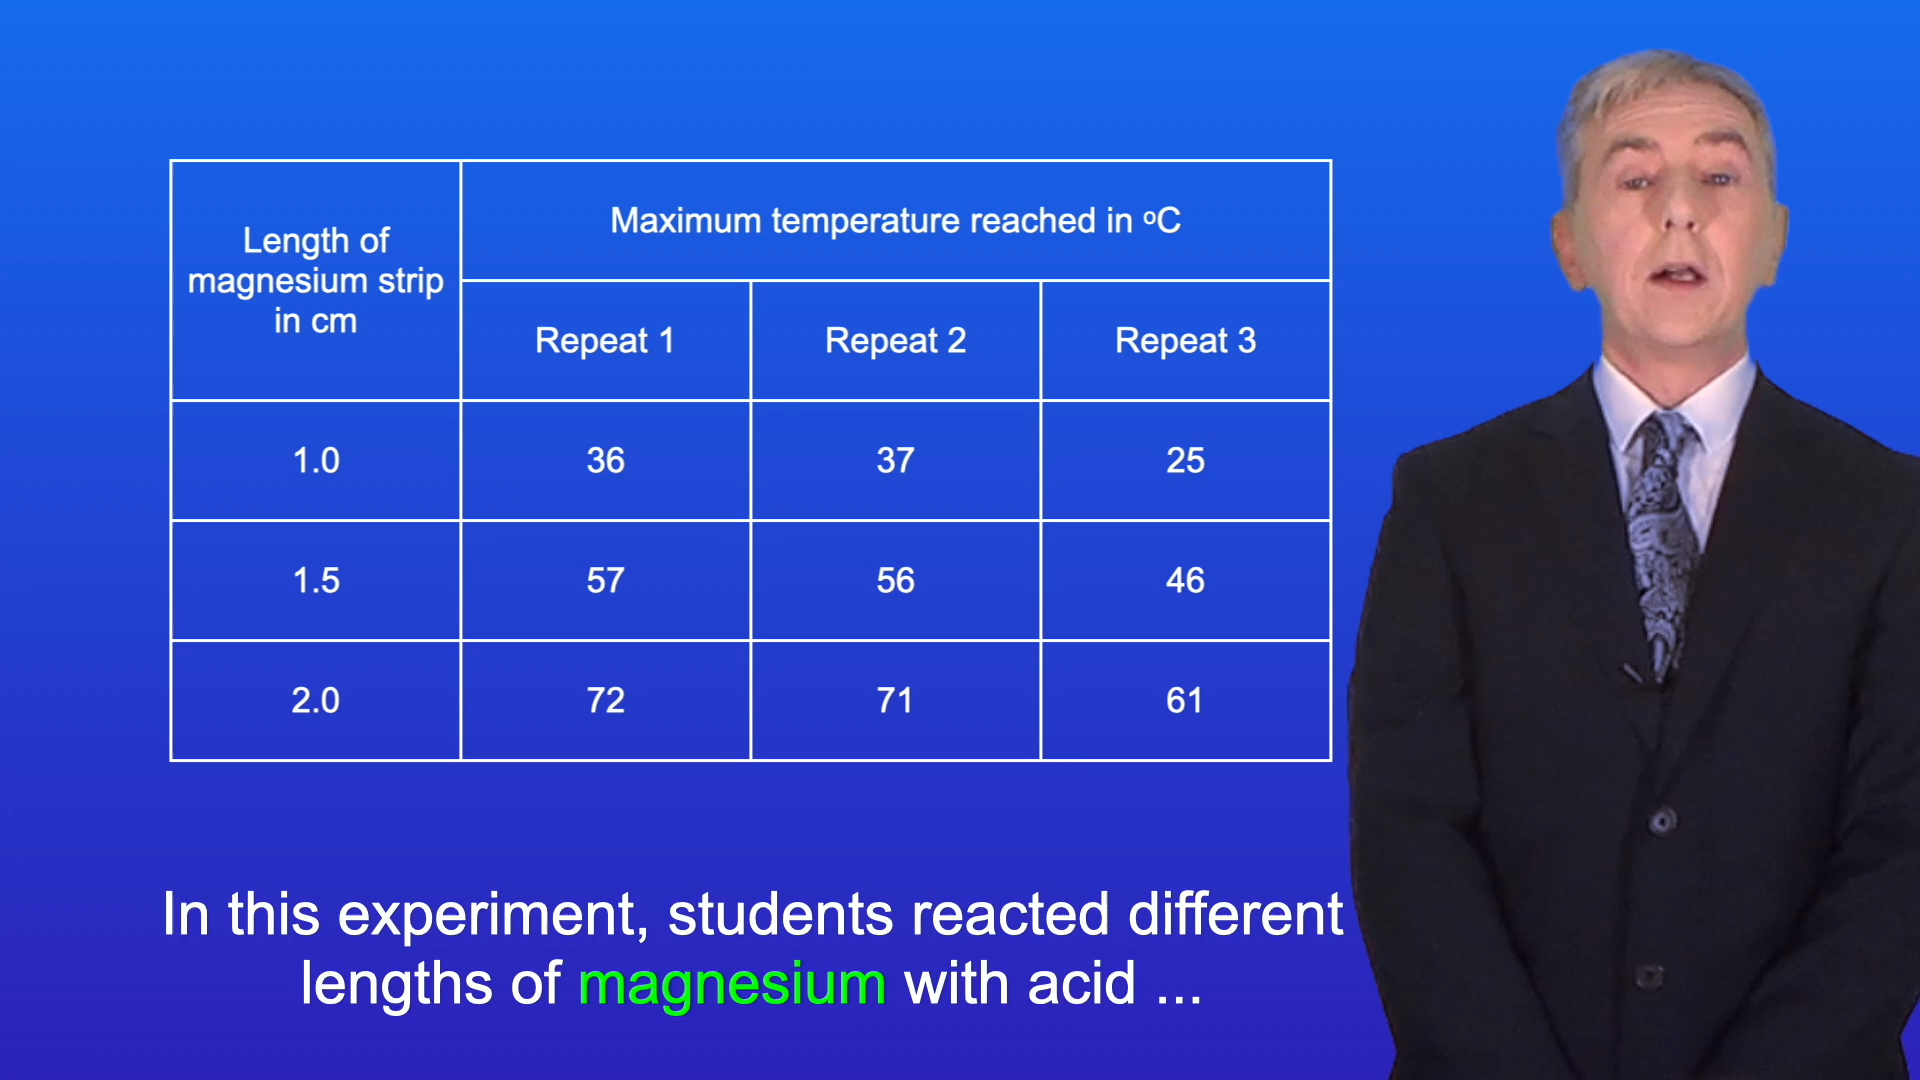 Length of
magnesium strip
in cm
Maximum temperature reached in ºC
Repeat 1
Repeat 2
Repeat 3
1.0
36
37
25
1.5
57
56
46
2.0
72
71
61
In this experiment, students reacted different
lengths of magnesium with acid ...